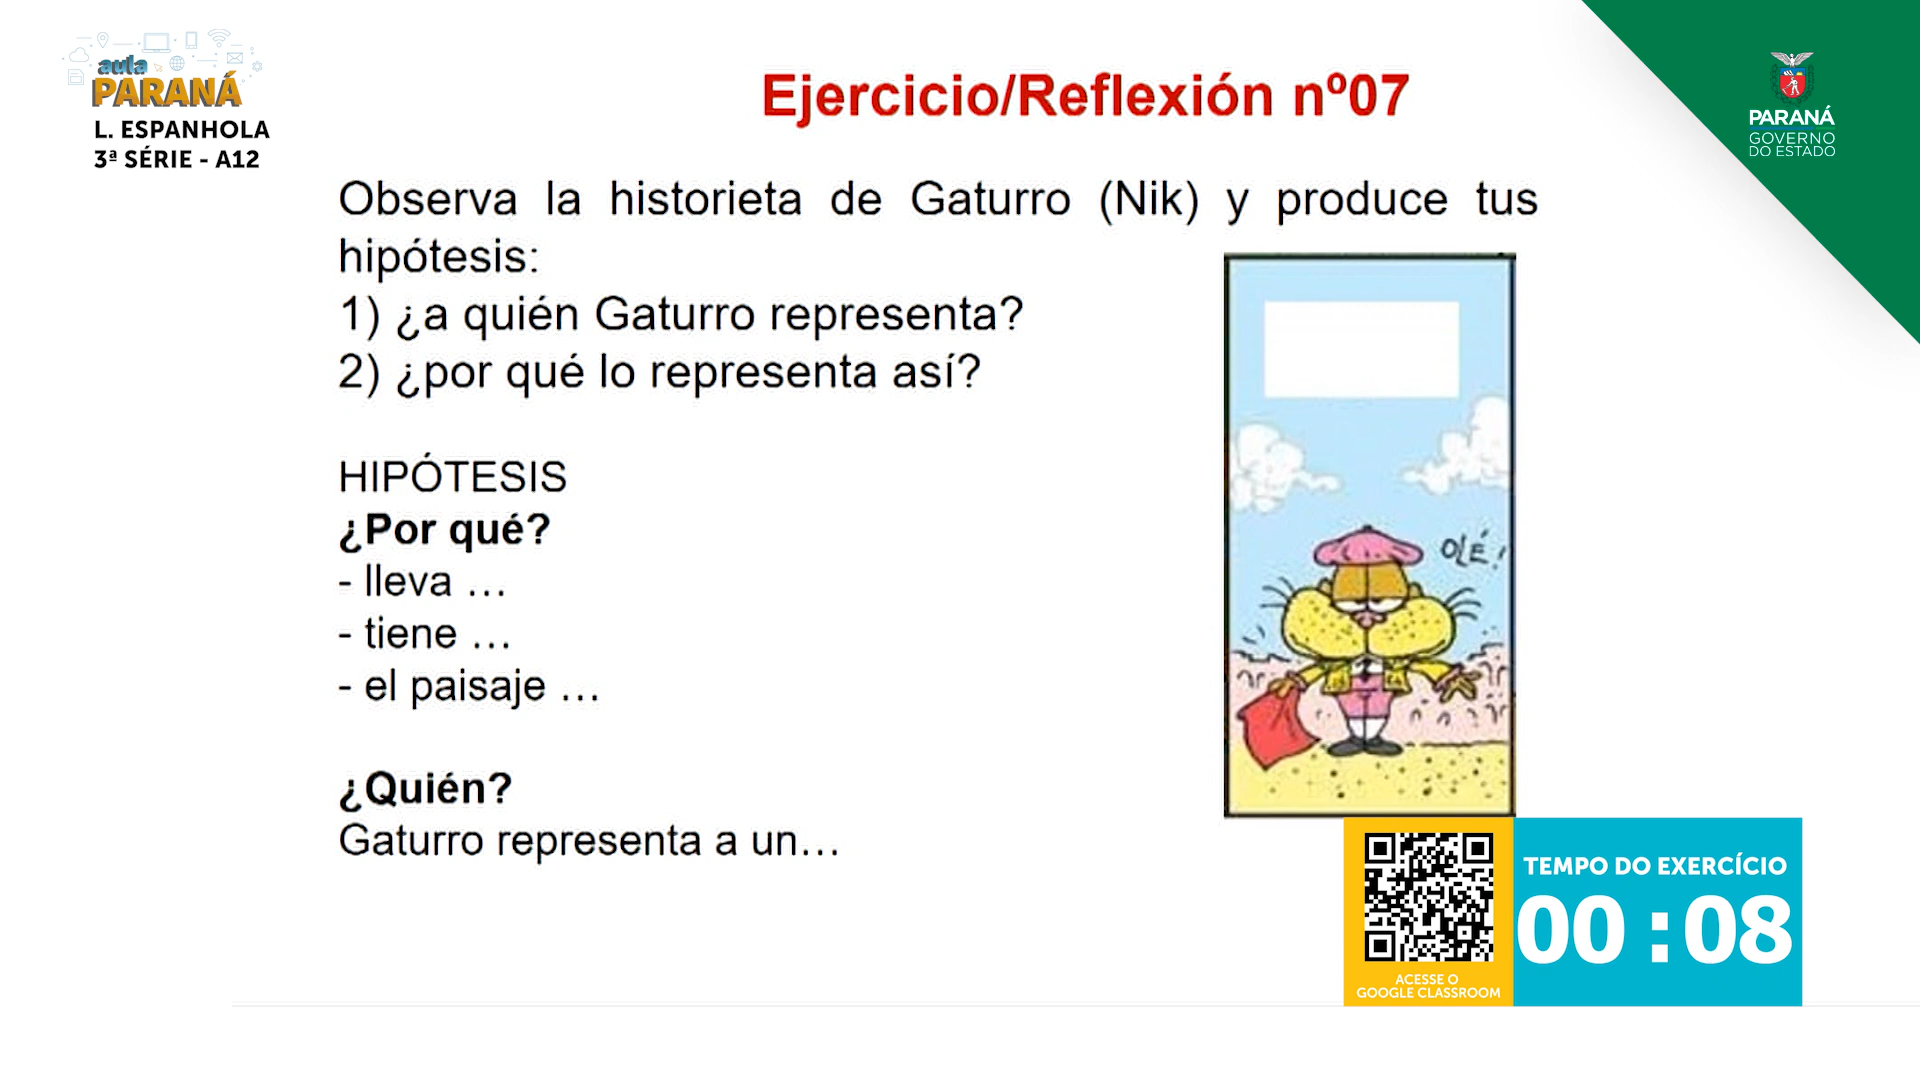 aula
PARANÁ
L. ESPANHOLA
3ª SÉRIE - A12
Ejercicio/Reflexión nº07
PARANÁ
GOVERNO
DO ESTADO
Observa la historieta de Gaturro (Nik) y produce tus
hipótesis:
1) ¿a quién Gaturro representa?
2) ¿por qué lo representa así?
HIPÓTESIS
¿Por qué?
- lleva …
- tiene …
- el paisaje …
¿Quién?
Gaturro representa a un…
OLÉ!
ACESSE O
GOOGLE CLASSROOM
TEMPO DO EXERCÍCIO
00:08